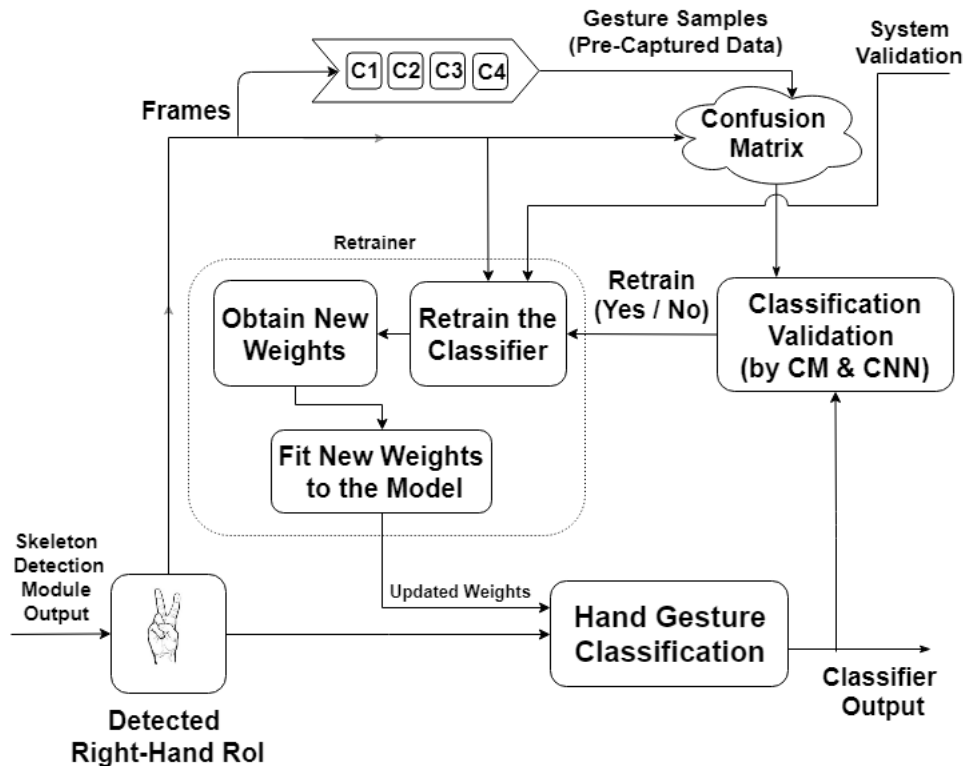 Gesture Samples
(Pre-Captured Data)
System
Validation
C1 C2 C3 C4
Frames
Confusion
Matrix
Retrainer
Retrain
(Yes / No)
Classification
Validation
(by CM & CNN)
Obtain New
Weights
Retrain the
Classifier
Fit New Weights
to the Model
Skeleton
Detection
Module
Output
Updated Weights
Hand Gesture
Classification
Classifier
Output
Detected
Right-Hand RoI